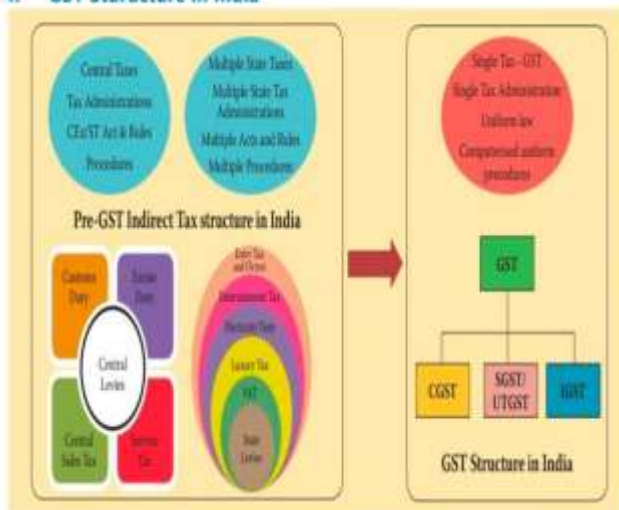 GST Sturacture in India
Central Taxes
Tax Administrations
CEx/ST Act & Rules
Procedures
Multiple State Taxes
Multiple State Tax
Administrations
Multiple Acts and Rules
Multiple Procedures
Pre-GST Indirect Tax structure in India
Customs
Duty
Excise
Duty
Central
Levies
Central
Sales Tax
Service
Tax
Entry Tax
and Octroi
Entertainment Tax
Electricity Duty
Luxury Tax
VAT
State
Levies
Single Tax - GST
Single Tax Administration
Uniform law
Computerised uniform
procedures
GST
CGST
SGST/
UTGST
IGST
GST Structure in India